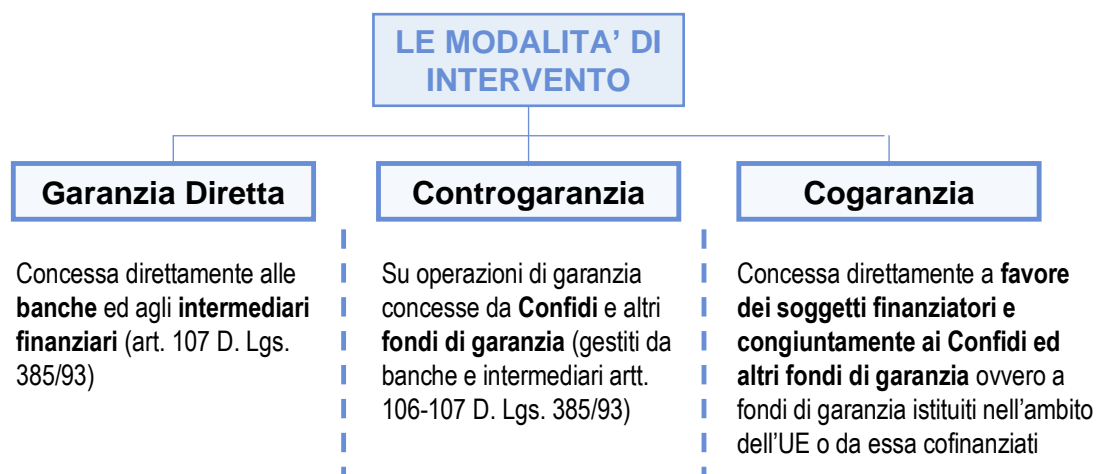 LE MODALITA’ DI
INTERVENTO
Garanzia Diretta
Concessa direttamente alle
banche ed agli intermediari
finanziari (art. 107 D. Lgs.
385/93)
Controgaranzia
Su operazioni di garanzia
concesse da Confidi e altri
fondi di garanzia (gestiti da
banche e intermediari artt.
106-107 D. Lgs. 385/93)
Cogaranzia
Concessa direttamente a favore
dei soggetti finanziatori e
congiuntamente ai Confidi ed
altri fondi di garanzia ovvero a
fondi di garanzia istituiti nell’ambito
dell’UE o da essa cofinanziati